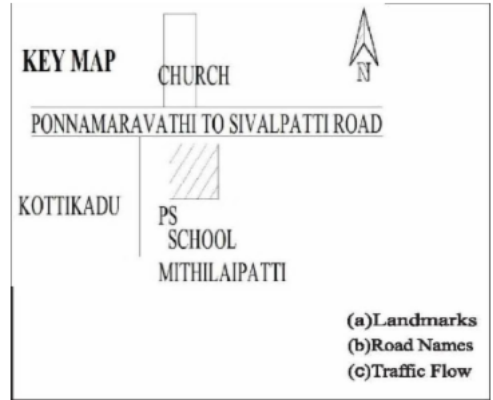 N
KEY MAP
CHURCH
PONNAMARAVATHI TO SIVALPATTI ROAD
KOTTIKADU
PS
SCHOOL
MITHILAIPATTI
(a)Landmarks
(b)Road Names
(c)Traffic Flow